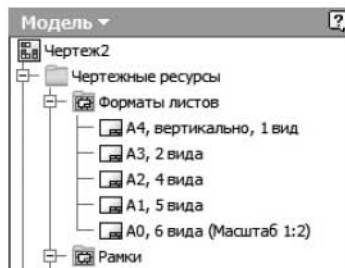 Модель
Чертеж2
Чертежные ресурсы
Форматы листов
А4, вертикально, 1 вид
А3, 2 вида
А2, 4 вида
А1, 5 вида
А0, 6 вида (Масштаб 1:2)
Рамки